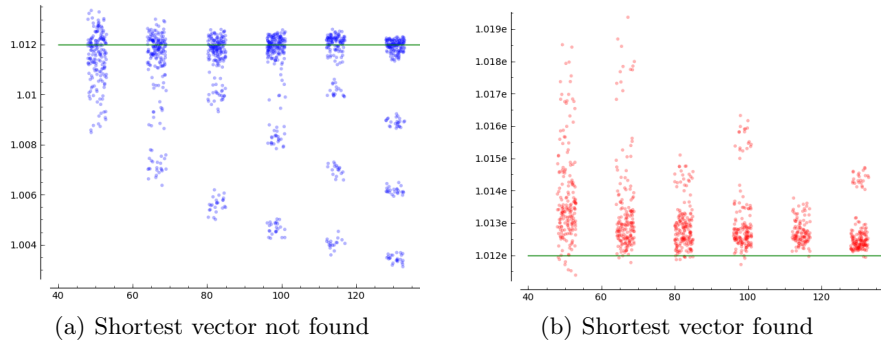 1.012
1.01
1.008
1.006
1.004
40 60 80 100 120
(a) Shortest vector not found
1.019e
1.018e
1.017e
1.016e
1.015e
1.014e
1.013e
1.012e
40 60 80 100 120
(b) Shortest vector found